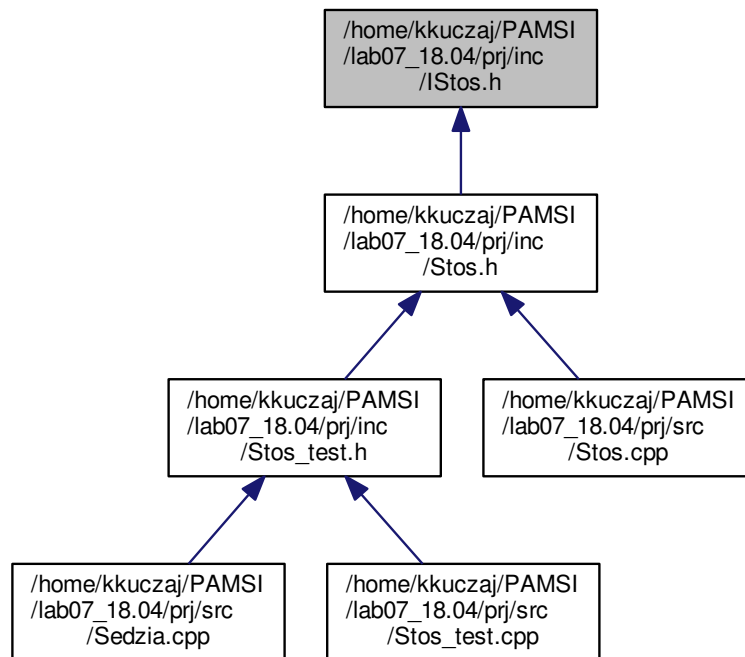 /home/kkuczaj/PAMSI
/lab07_18.04/prj/inc
/IStos.h
/home/kkuczaj/PAMSI
/lab07_18.04/prj/inc
/Stos.h
/home/kkuczaj/PAMSI
/lab07_18.04/prj/inc
/Stos_test.h
/home/kkuczaj/PAMSI
/lab07_18.04/prj/src
/Stos.cpp
/home/kkuczaj/PAMSI
/lab07_18.04/prj/src
/Sedzia.cpp
/home/kkuczaj/PAMSI
/lab07_18.04/prj/src
/Stos_test.cpp